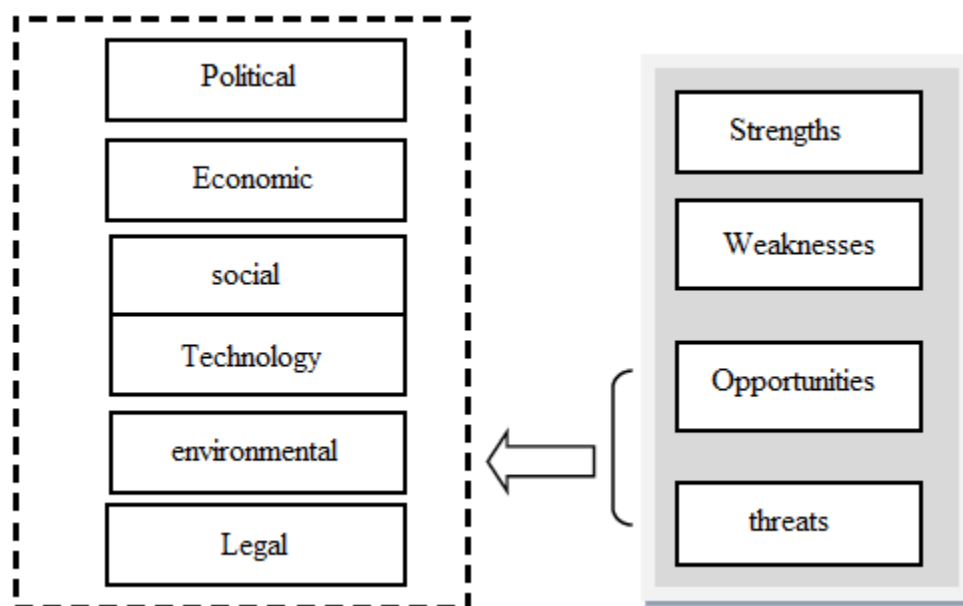 Political
Economic
social
Technology
environmental
Legal
Strengths
Weaknesses
Opportunities
threats